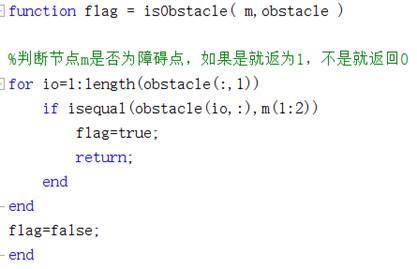 function flag = isObstacle( m,obstacle )
%判断节点m是否为障碍点，如果是就返为1，不是就返回0
for io=1:length(obstacle(:,1))
if isequal(obstacle(io,:),m(1:2))
flag=true;
return;
end
end
flag=false;
end